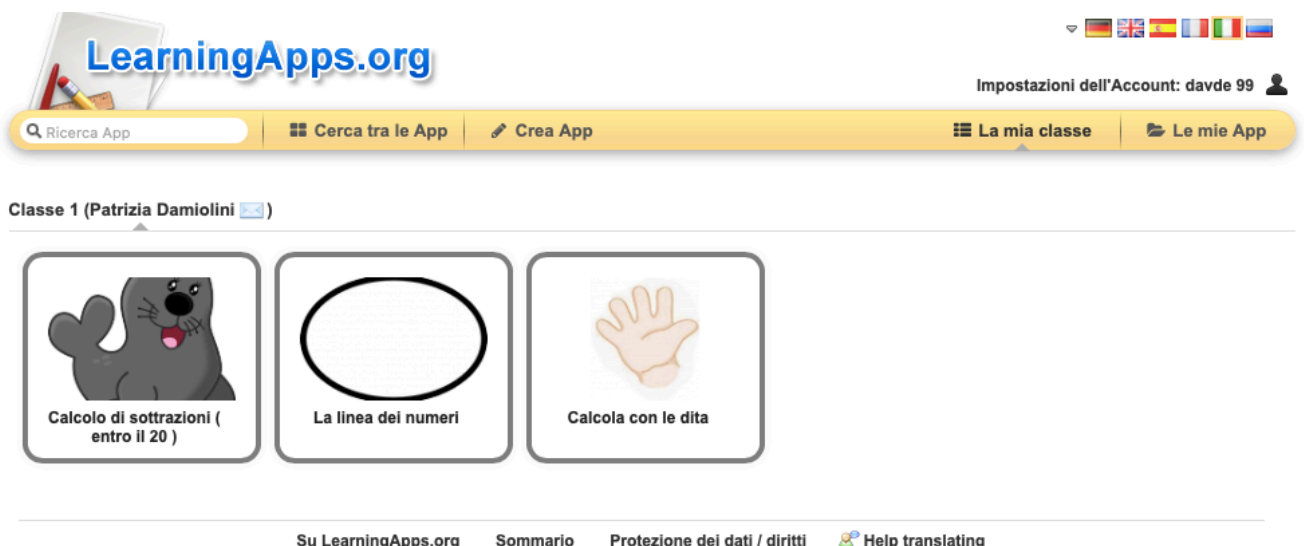 LearningApps.org
Impostazioni dell'Account: davde 99
Ricerca App
Cerca tra le App
Crea App
La mia classe
Le mie App
Classe 1 (Patrizia Damiolini )
Calcolo di sottrazioni (
entro il 20 )
La linea dei numeri
Calcola con le dita
Su LearningApps.org Sommario Protezione dei dati / diritti Help translating